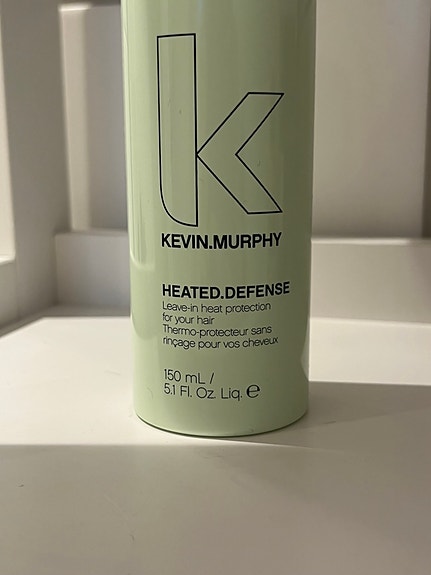 k
KEVIN.MURPHY
HEATED.DEFENSE
Leave-in heat protection
for your hair
Thermo-protecteur sans
rinçage pour vos cheveux
150 mL /
5.1 Fl. Oz. Liq. ℮